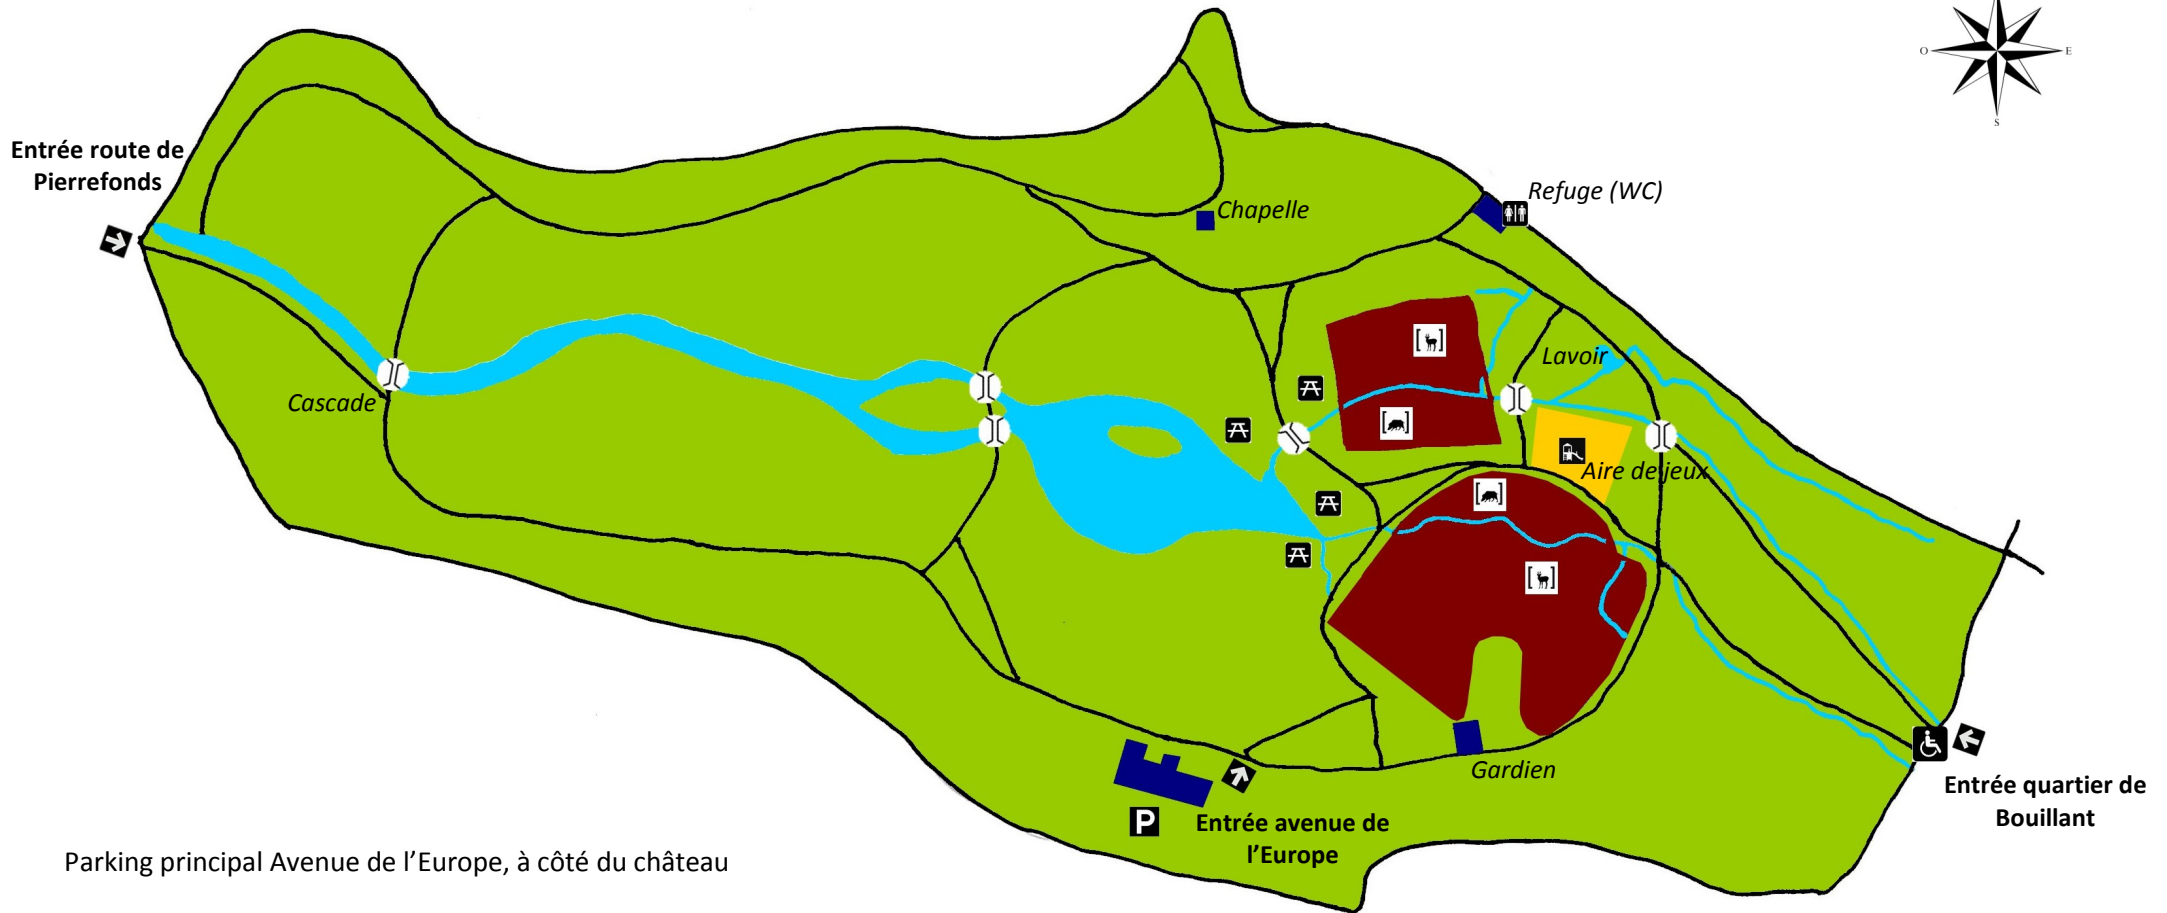 O
E
S
Entrée route de
Pierrefonds
Refuge (WC)
Chapelle
Lavoir
Cascade
Aire de jeux
Gardien
Entrée quartier de
Bouillant
P
Entrée avenue de
l'Europe
Parking principal Avenue de l'Europe, à côté du château